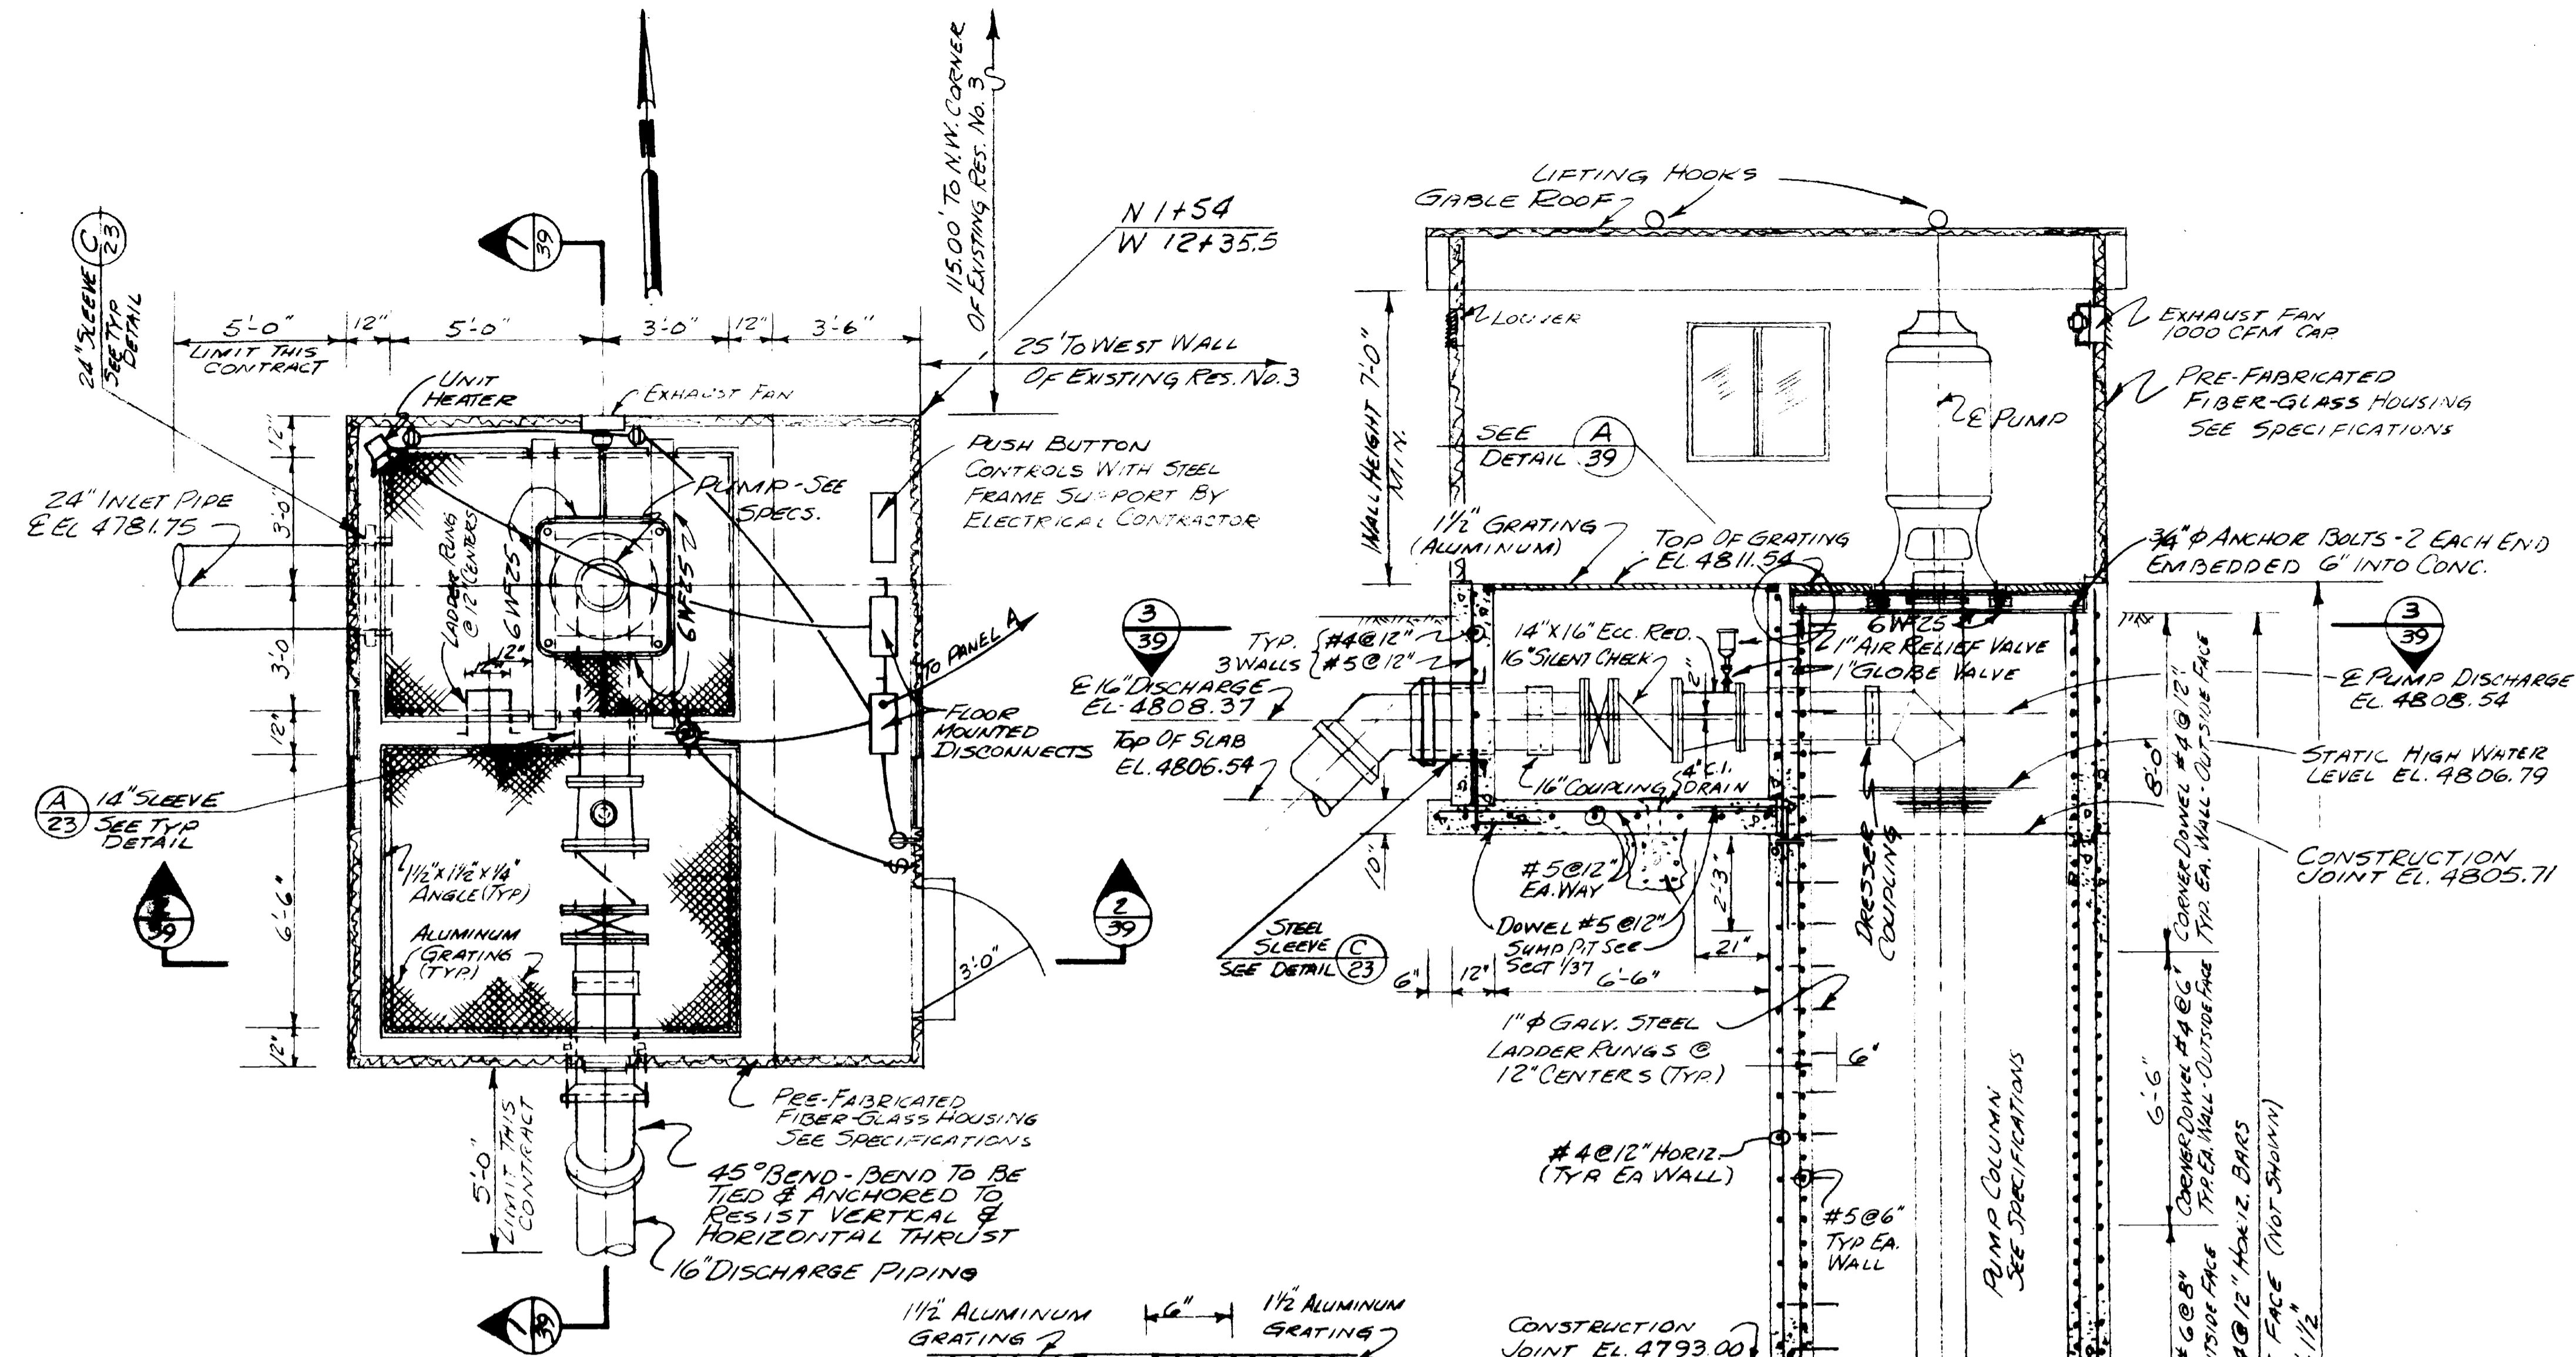 115.00' TO N.W. CORNER
OF EXISTING RES. No. 3
N 1+54
W 12+35.5
1
39
C
23
24" SLEEVE
SEE TYP
DETAIL
5'-0"
12"
5'-0"
3'-0"
12"
3'-6"
LIMIT THIS
CONTRACT
25' TO WEST WALL
OF EXISTING RES. No. 3
UNIT
HEATER
EXHAUST FAN
12"
3'-0"
3'-0"
12"
6'-6"
12"
24" INLET PIPE
℄ EL 4781.75
LADDER RUNG
@ 12" CENTERS
6WF25
6WF25
12"
12"
PUMP - SEE
SPECS.
PUSH BUTTON
CONTROLS WITH STEEL
FRAME SUPPORT BY
ELECTRICAL CONTRACTOR
TO PANEL A
FLOOR
MOUNTED
DISCONNECTS
S
A
23
14" SLEEVE
SEE TYP
DETAIL
39
2
39
1½"x1½"x¼"
ANGLE (TYP)
ALUMINUM
GRATING
(TYP.)
3'-0"
5'-0"
LIMIT THIS
CONTRACT
PRE-FABRICATED
FIBER-GLASS HOUSING
SEE SPECIFICATIONS
45° BEND - BEND TO BE
TIED & ANCHORED TO
RESIST VERTICAL &
HORIZONTAL THRUST
16" DISCHARGE PIPING
1
39
1½" ALUMINUM
GRATING
6"
1½" ALUMINUM
GRATING
LIFTING HOOKS
GABLE ROOF
LOUVER
EXHAUST FAN
1000 CFM CAP.
WALL HEIGHT 7'-0"
MIN.
℄ PUMP
PRE-FABRICATED
FIBER-GLASS HOUSING
SEE SPECIFICATIONS
SEE
DETAIL
A
39
1½" GRATING
(ALUMINUM)
TOP OF GRATING
EL. 4811.54
¾" ϕ ANCHOR BOLTS - 2 EACH END
EMBEDDED 6" INTO CONC.
3
39
3
39
TYP.
3 WALLS
#4@12"
#5@12"
14"X16" ECC. RED.
16" SILENT CHECK
2"
6WF25
1" AIR RELIEF VALVE
1" GLOBE VALVE
℄ 16" DISCHARGE
EL. 4808.37
℄ PUMP DISCHARGE
EL. 4808.54
TOP OF SLAB
EL. 4806.54
STATIC HIGH WATER
LEVEL EL. 4806.79
16" COUPLING
4" C.I.
DRAIN
10"
#5@12"
EA. WAY
DOWEL #5@12"
SUMP PIT SEE
SECT 1/37
2'-3"
21"
DRESSER
COUPLING
CONSTRUCTION
JOINT EL. 4805.71
STEEL
SLEEVE
SEE DETAIL
C
23
6"
12"
6'-6"
1" ϕ GALV. STEEL
LADDER RUNGS @
12" CENTERS (TYP.)
6"
#4@12" HORIZ.
(TYP. EA WALL)
#5@6"
TYP EA.
WALL
PUMP COLUMN
SEE SPECIFICATIONS
CONSTRUCTION
JOINT EL. 4793.00
8'-0"
CORNER DOWEL #4@12"
TYP. EA. WALL - OUTSIDE FACE
6'-6"
CORNER DOWEL #4@6"
TYP. EA. WALL - OUTSIDE FACE
6@8"
FACE
@12" HORIZ. BARS
FACE (NOT SHOWN)
1½"